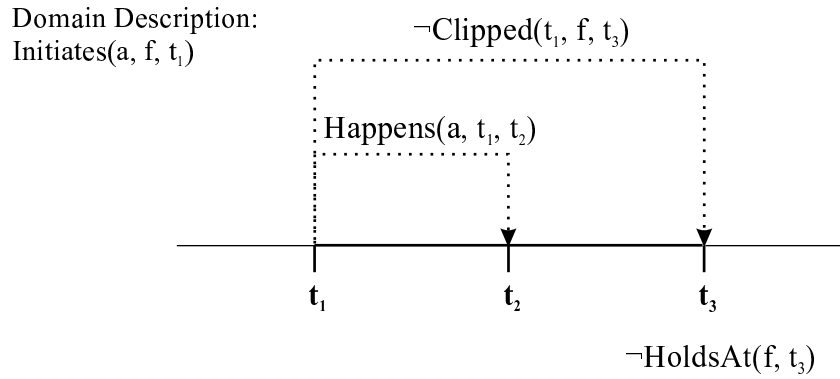 Domain Description:
Initiates(a, f, t₁)
¬Clipped(t₁, f, t₃)
Happens(a, t₁, t₂)
t₁ t₂ t₃
¬HoldsAt(f, t₃)